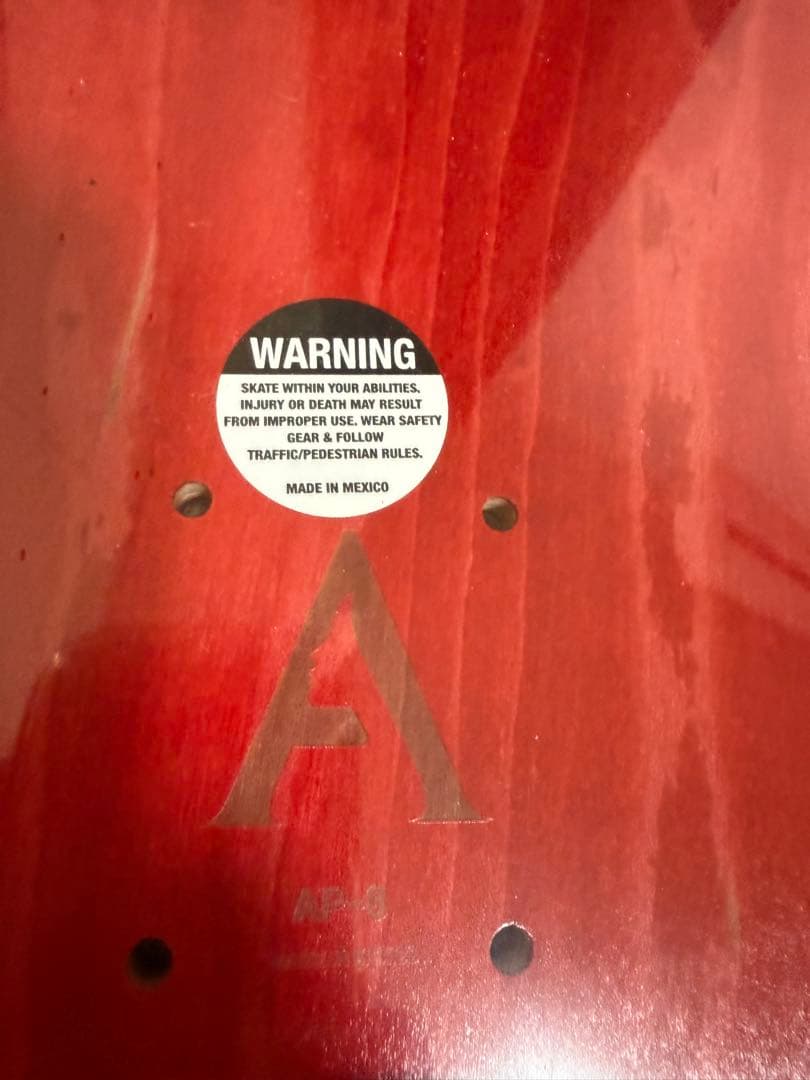 WARNING
SKATE WITHIN YOUR ABILITIES.
INJURY OR DEATH MAY RESULT
FROM IMPROPER USE. WEAR SAFETY
GEAR & FOLLOW
TRAFFIC/PEDESTRIAN RULES.
MADE IN MEXICO
A